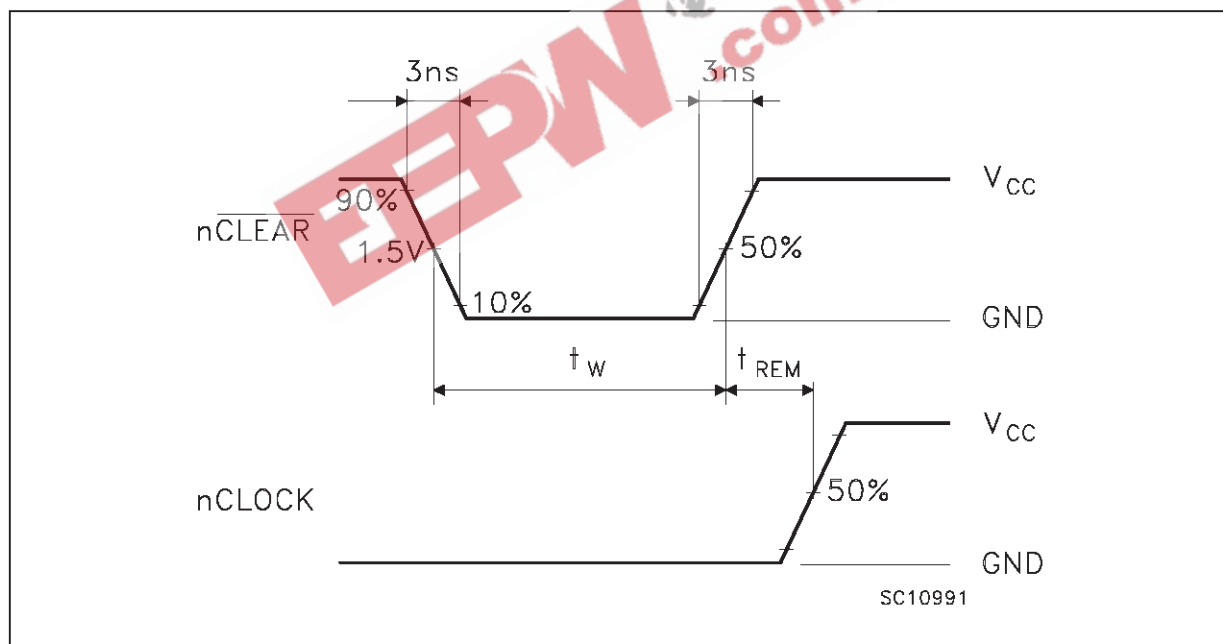 EEPW.com
3ns 3ns
90%
nCLEAR
1.5V
50%
10%
VCC
GND
tW tREM
nCLOCK
50%
VCC
GND
SC10991